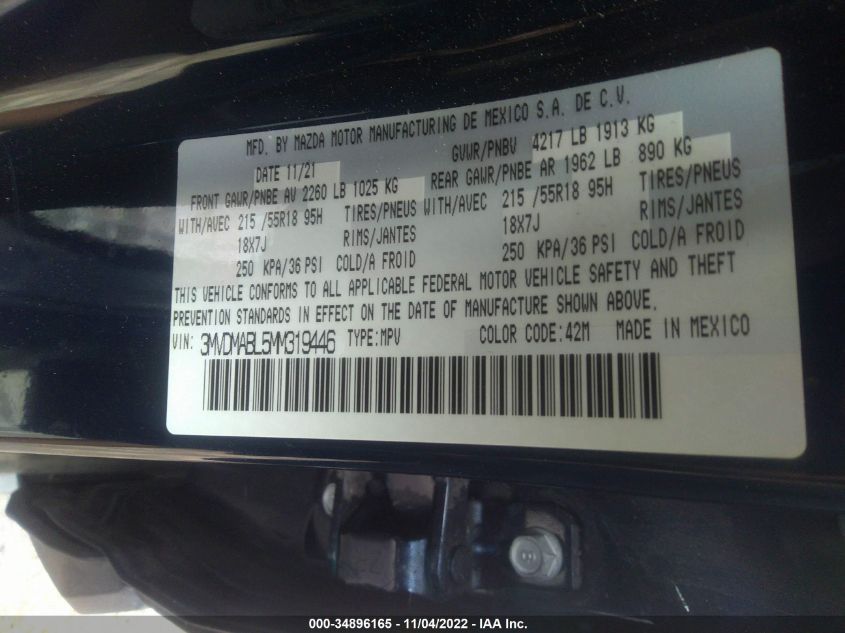 MFD. BY MAZDA MOTOR MANUFACTURING DE MEXICO S.A. DE C.V.
DATE 11/21 GVWR/PNBV 4217 LB 1913 KG
FRONT GAWR/PNBE AV 2260 LB 1025 KG REAR GAWR/PNBE AR 1962 LB 890 KG
WITH/AVEC 215 /55R18 95H TIRES/PNEUS WITH/AVEC 215 /55R18 95H TIRES/PNEUS
18X7J RIMS/JANTES 18X7J RIMS/JANTES
250 KPA/36 PSI COLD/A FROID 250 KPA/36 PSI COLD/A FROID
THIS VEHICLE CONFORMS TO ALL APPLICABLE FEDERAL MOTOR VEHICLE SAFETY AND THEFT
PREVENTION STANDARDS IN EFFECT ON THE DATE OF MANUFACTURE SHOWN ABOVE.
VIN: 3MVDMABL5MM319446 TYPE:MPV COLOR CODE:42M MADE IN MEXICO
000-34896165 - 11/04/2022 - IAA Inc.